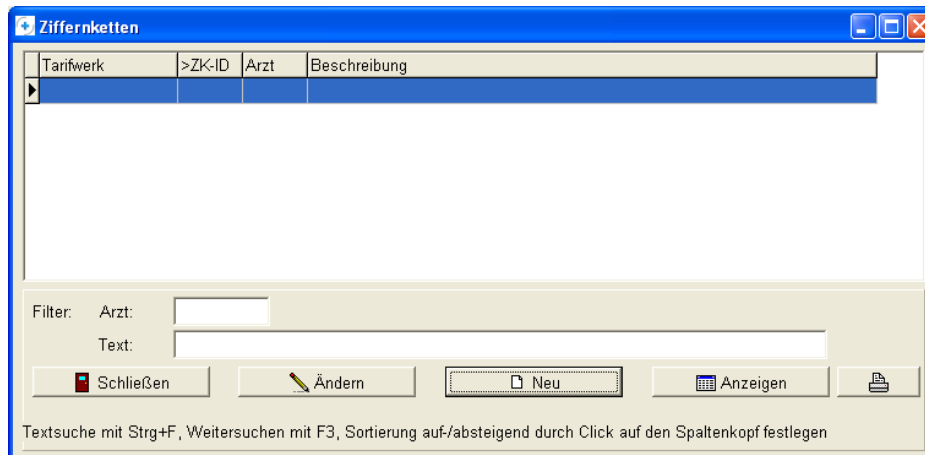 Ziffernketten
Tarifwerk >ZK-ID Arzt Beschreibung
Filter: Arzt:
Text:
Schließen Ändern Neu Anzeigen
Textsuche mit Strg+F, Weitersuchen mit F3, Sortierung auf-/absteigend durch Click auf den Spaltenkopf festlegen